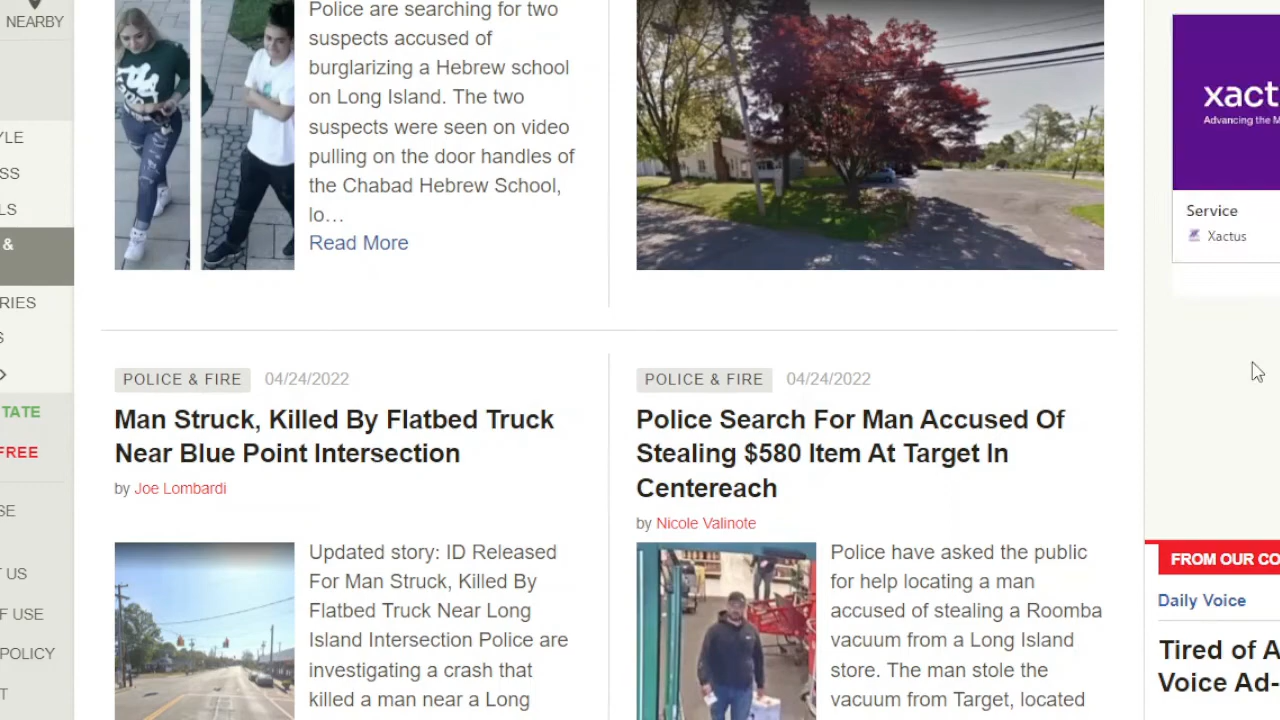 NEARBY
YLE
SS
LS
&
RIES
S
TATE
FREE
SE
T US
F USE
POLICY
T
Police are searching for two
suspects accused of
burglarizing a Hebrew school
on Long Island. The two
suspects were seen on video
pulling on the door handles of
the Chabad Hebrew School,
lo…
Read More
POLICE & FIRE 04/24/2022
Man Struck, Killed By Flatbed Truck
Near Blue Point Intersection
by Joe Lombardi
Updated story: ID Released
For Man Struck, Killed By
Flatbed Truck Near Long
Island Intersection Police are
investigating a crash that
killed a man near a Long
POLICE & FIRE 04/24/2022
Police Search For Man Accused Of
Stealing $580 Item At Target In
Centereach
by Nicole Valinote
Police have asked the public
for help locating a man
accused of stealing a Roomba
vacuum from a Long Island
store. The man stole the
vacuum from Target, located
xact
Advancing the M
Service
Xactus
FROM OUR CO
Daily Voice
Tired of A
Voice Ad-